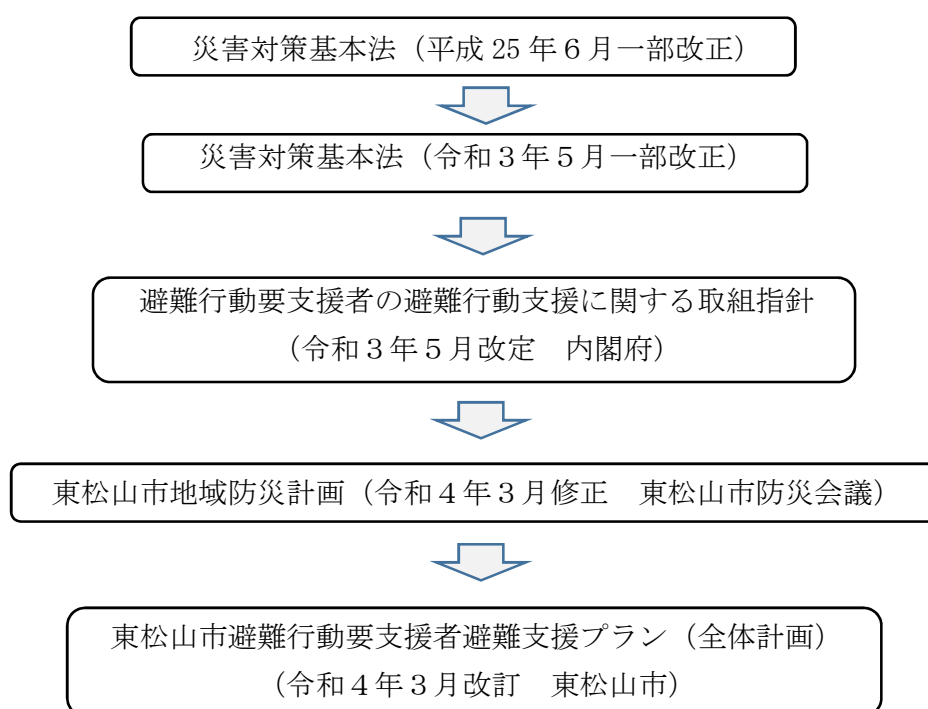 災害対策基本法（平成25年６月一部改正）
災害対策基本法（令和３年５月一部改正）
避難行動要支援者の避難行動支援に関する取組指針
（令和３年５月改定　内閣府）
東松山市地域防災計画（令和４年３月修正　東松山市防災会議）
東松山市避難行動要支援者避難支援プラン（全体計画）
（令和４年３月改訂　東松山市）